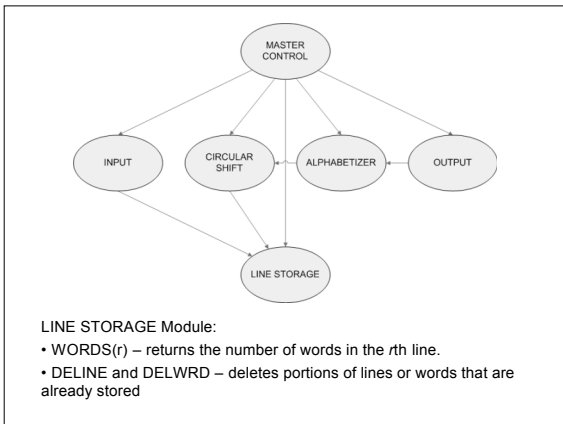 MASTER
CONTROL
INPUT
CIRCULAR
SHIFT
ALPHABETIZER
OUTPUT
LINE STORAGE
LINE STORAGE Module:
• WORDS(r) – returns the number of words in the rth line.
• DELINE and DELWRD – deletes portions of lines or words that are
already stored